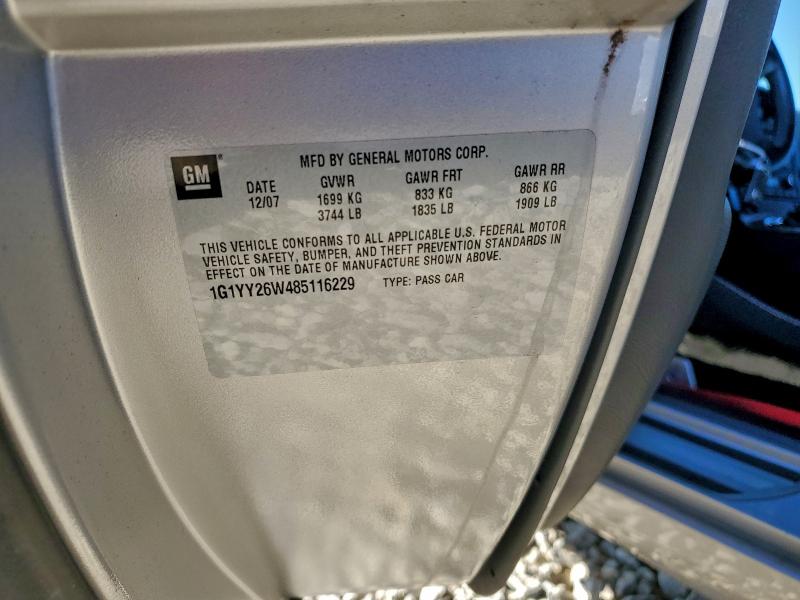 MFD BY GENERAL MOTORS CORP.
GM
DATE GVWR GAWR FRT GAWR RR
12/07 1699 KG 833 KG 866 KG
3744 LB 1835 LB 1909 LB
THIS VEHICLE CONFORMS TO ALL APPLICABLE U.S. FEDERAL MOTOR
VEHICLE SAFETY, BUMPER, AND THEFT PREVENTION STANDARDS IN
EFFECT ON THE DATE OF MANUFACTURE SHOWN ABOVE.
1G1YY26W485116229 TYPE: PASS CAR